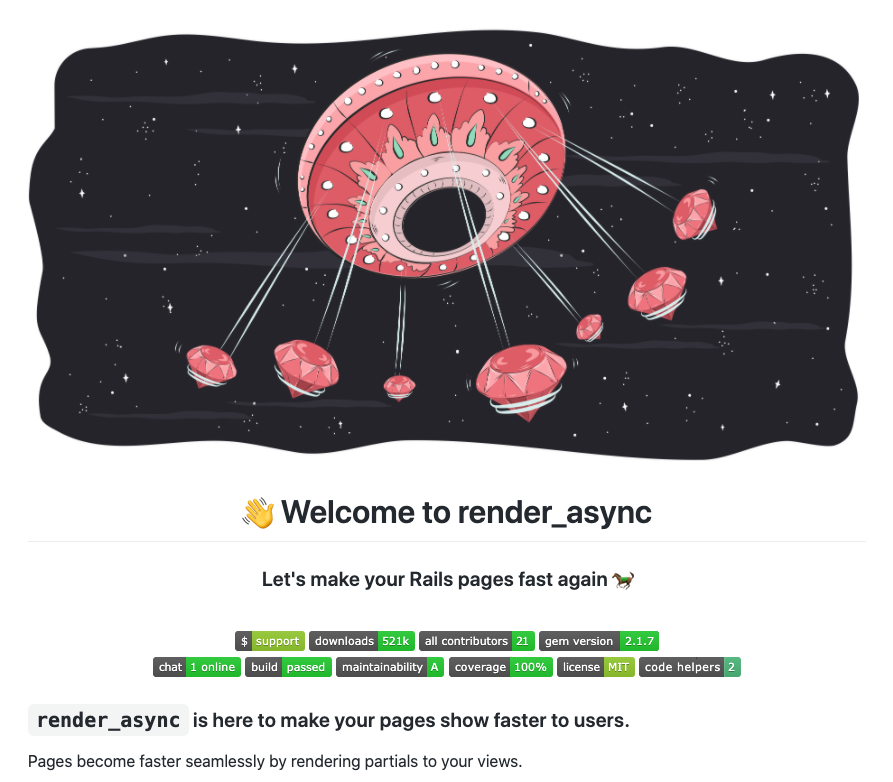 👋 Welcome to render_async
Let's make your Rails pages fast again 🐎
$ support downloads 521k all contributors 21 gem version 2.1.7
chat 1 online build passed maintainability A coverage 100% license MIT code helpers 2
render_async is here to make your pages show faster to users.
Pages become faster seamlessly by rendering partials to your views.